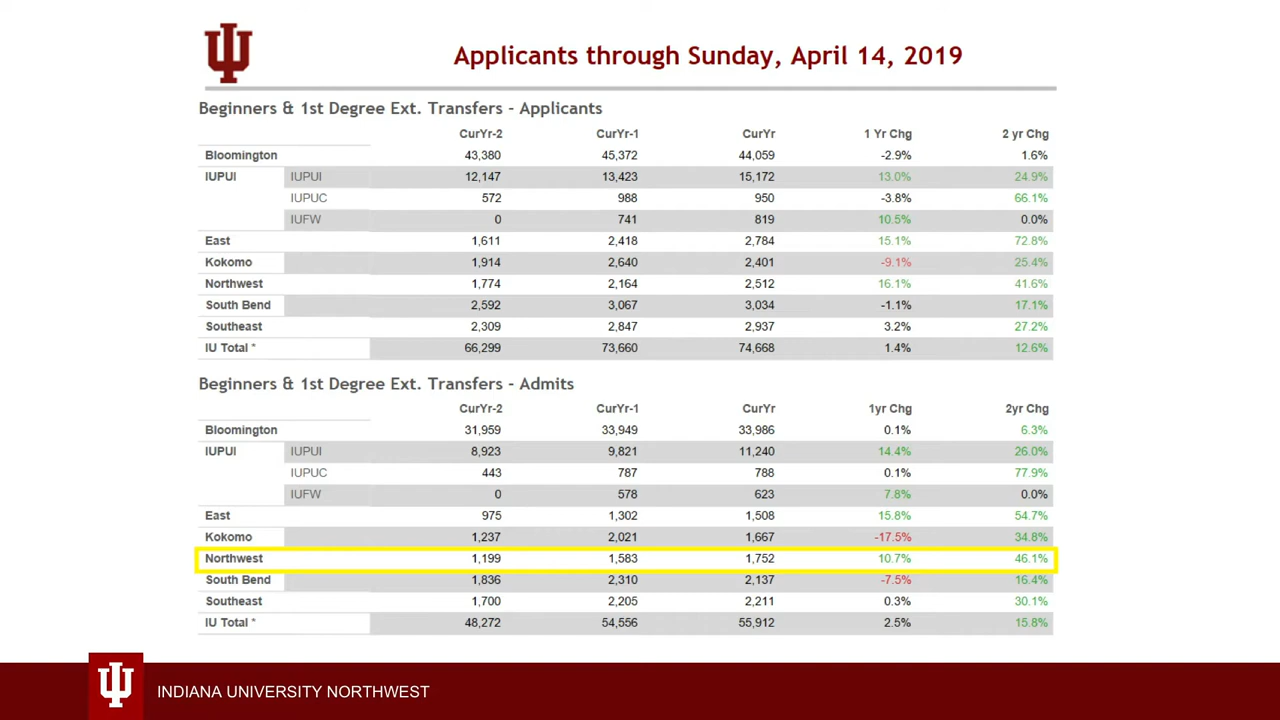 Applicants through Sunday, April 14, 2019
Beginners & 1st Degree Ext. Transfers - Applicants
CurYr-2 CurYr-1 CurYr 1 Yr Chg 2 yr Chg
Bloomington 43,380 45,372 44,059 -2.9% 1.6%
IUPUI IUPUI 12,147 13,423 15,172 13.0% 24.9%
IUPUC 572 988 950 -3.8% 66.1%
IUFW 0 741 819 10.5% 0.0%
East 1,611 2,418 2,784 15.1% 72.8%
Kokomo 1,914 2,640 2,401 -9.1% 25.4%
Northwest 1,774 2,164 2,512 16.1% 41.6%
South Bend 2,592 3,067 3,034 -1.1% 17.1%
Southeast 2,309 2,847 2,937 3.2% 27.2%
IU Total * 66,299 73,660 74,668 1.4% 12.6%
Beginners & 1st Degree Ext. Transfers - Admits
CurYr-2 CurYr-1 CurYr 1yr Chg 2yr Chg
Bloomington 31,959 33,949 33,986 0.1% 6.3%
IUPUI IUPUI 8,923 9,821 11,240 14.4% 26.0%
IUPUC 443 787 788 0.1% 77.9%
IUFW 0 578 623 7.8% 0.0%
East 975 1,302 1,508 15.8% 54.7%
Kokomo 1,237 2,021 1,667 -17.5% 34.8%
Northwest 1,199 1,583 1,752 10.7% 46.1%
South Bend 1,836 2,310 2,137 -7.5% 16.4%
Southeast 1,700 2,205 2,211 0.3% 30.1%
IU Total * 48,272 54,556 55,912 2.5% 15.8%
INDIANA UNIVERSITY NORTHWEST